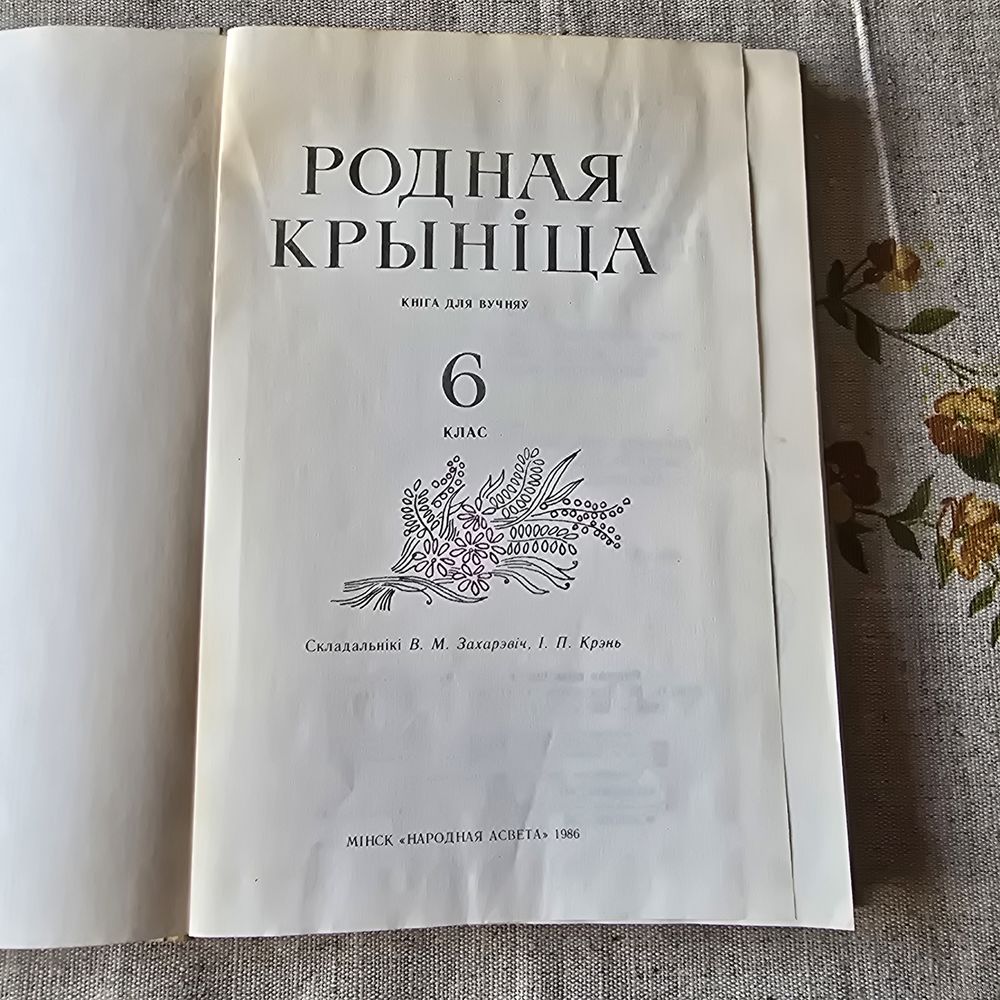 РОДНАЯ
КРЫНІЦА
КНІГА ДЛЯ ВУЧНЯЎ
6
КЛАС
Складальнікі В. М. Захарэвіч, І. П. Крэнь
МІНСК «НАРОДНАЯ АСВЕТА» 1986